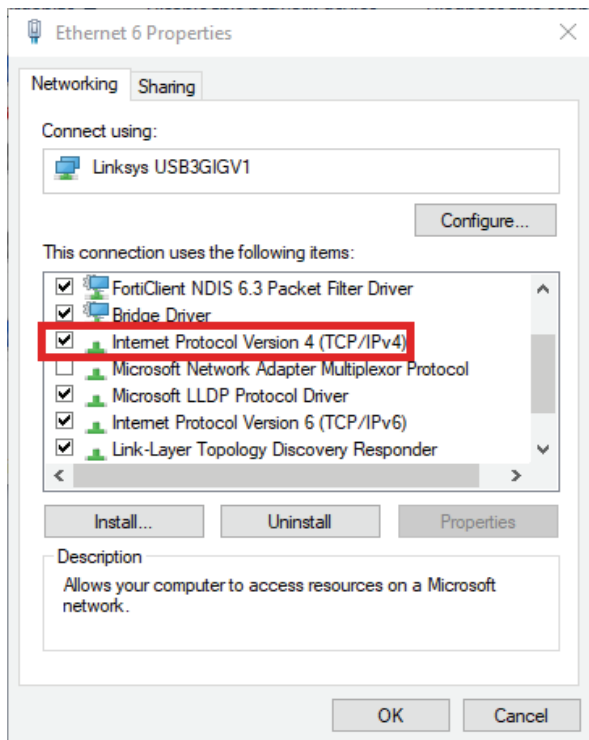 Ethernet 6 Properties
Networking
Sharing
Connect using:
Linksys USB3GIGV1
Configure...
This connection uses the following items:
FortiClient NDIS 6.3 Packet Filter Driver
Bridge Driver
Internet Protocol Version 4 (TCP/IPv4)
Microsoft Network Adapter Multiplexor Protocol
Microsoft LLDP Protocol Driver
Internet Protocol Version 6 (TCP/IPv6)
Link-Layer Topology Discovery Responder
Install...
Uninstall
Properties
Description
Allows your computer to access resources on a Microsoft
network.
OK
Cancel